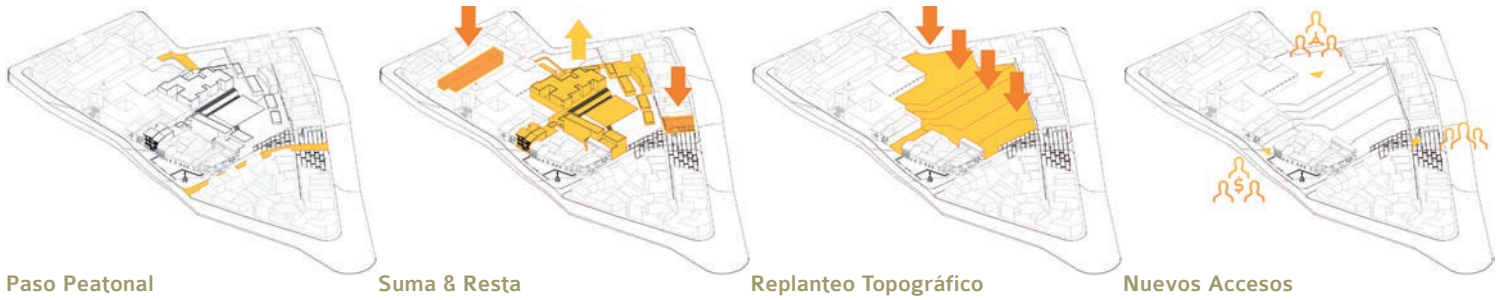 $
Paso Peatonal
Suma & Resta
Replanteo Topográfico
Nuevos Accesos